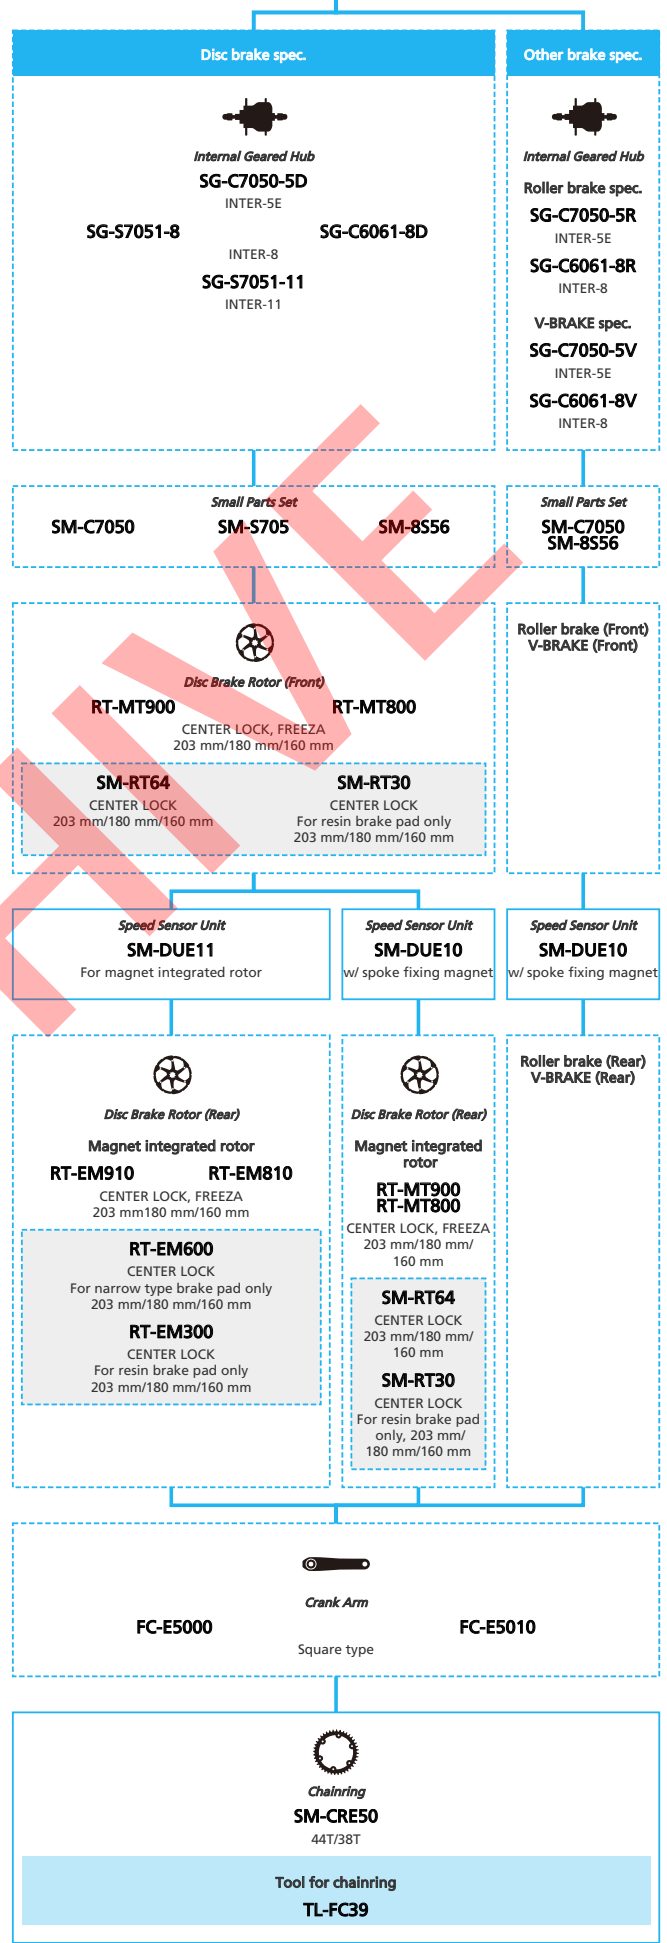 Disc brake spec.
Internal Geared Hub
SG-C7050-5D
INTER-5E
SG-S7051-8 SG-C6061-8D
INTER-8
SG-S7051-11
INTER-11
Other brake spec.
Internal Geared Hub
Roller brake spec.
SG-C7050-5R
INTER-5E
SG-C6061-8R
INTER-8
V-BRAKE spec.
SG-C7050-5V
INTER-5E
SG-C6061-8V
INTER-8
Small Parts Set
SM-C7050 SM-S705 SM-8S56
Small Parts Set
SM-C7050
SM-8S56
Disc Brake Rotor (Front)
RT-MT900 RT-MT800
CENTER LOCK, FREEZA
203 mm/180 mm/160 mm
SM-RT64
CENTER LOCK
203 mm/180 mm/160 mm
SM-RT30
CENTER LOCK
For resin brake pad only
203 mm/180 mm/160 mm
Roller brake (Front)
V-BRAKE (Front)
Speed Sensor Unit
SM-DUE11
For magnet integrated rotor
Speed Sensor Unit
SM-DUE10
w/ spoke fixing magnet
Speed Sensor Unit
SM-DUE10
w/ spoke fixing magnet
Disc Brake Rotor (Rear)
Magnet integrated rotor
RT-EM910 RT-EM810
CENTER LOCK, FREEZA
203 mm180 mm/160 mm
RT-EM600
CENTER LOCK
For narrow type brake pad only
203 mm/180 mm/160 mm
RT-EM300
CENTER LOCK
For resin brake pad only
203 mm/180 mm/160 mm
Disc Brake Rotor (Rear)
Magnet integrated
rotor
RT-MT900
RT-MT800
CENTER LOCK, FREEZA
203 mm/180 mm/
160 mm
SM-RT64
CENTER LOCK
203 mm/180 mm/
160 mm
SM-RT30
CENTER LOCK
For resin brake pad
only, 203 mm/
180 mm/160 mm
Roller brake (Rear)
V-BRAKE (Rear)
Crank Arm
FC-E5000 FC-E5010
Square type
Chainring
SM-CRE50
44T/38T
Tool for chainring
TL-FC39
HIVE